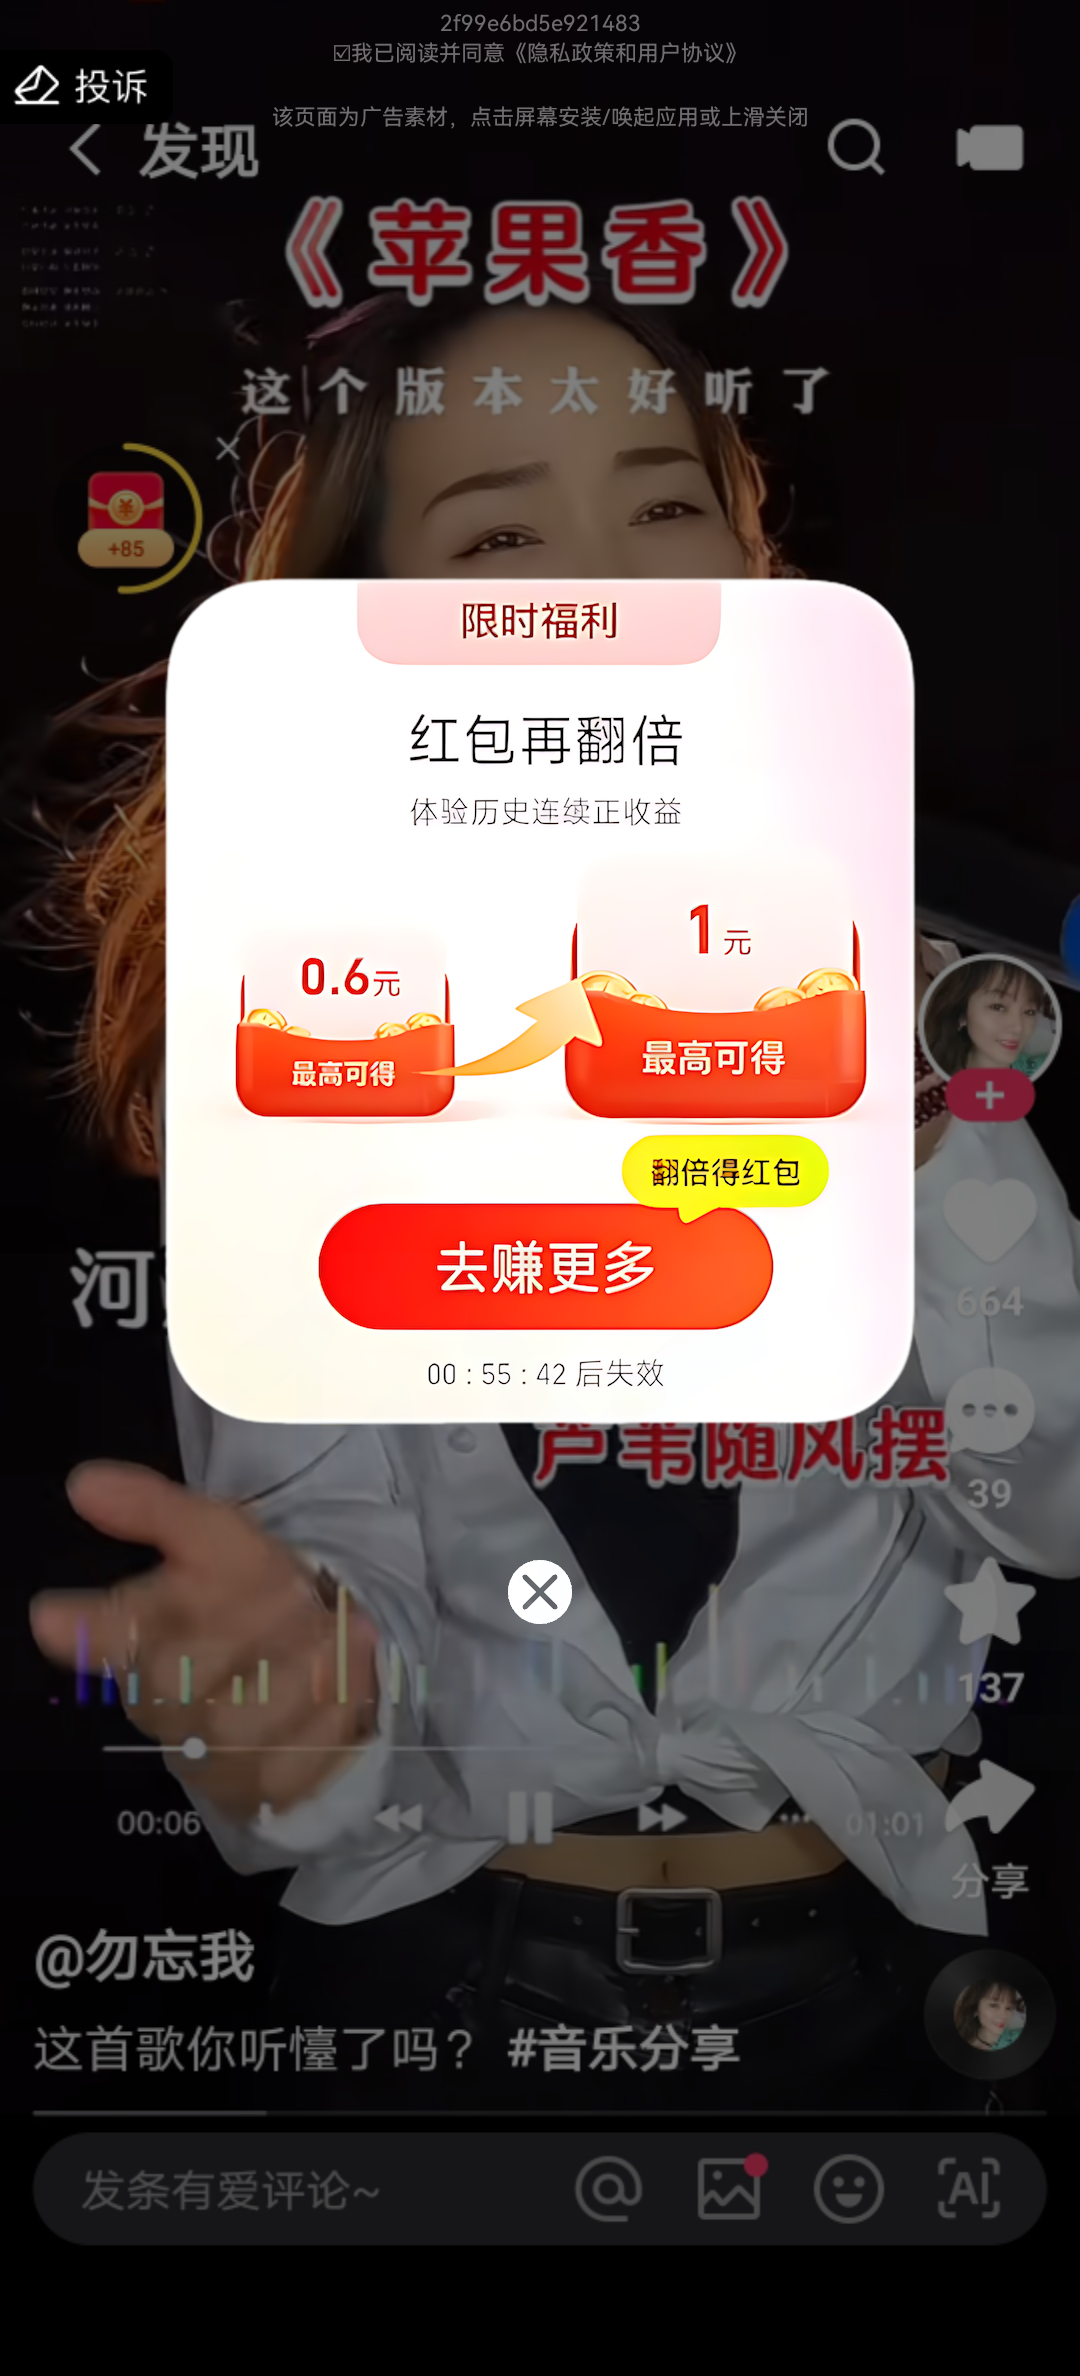 2f99e6bd5e921483
☑我已阅读并同意《隐私政策和用户协议》
投诉
该页面为广告素材，点击屏幕安装/唤起应用或上滑关闭
发现
《苹果香》
这个版本太好听了
+85
限时福利
红包再翻倍
体验历史连续正收益
0.6元
最高可得
1元
最高可得
翻倍得红包
去赚更多
00 : 55 : 42 后失效
河
664
芦苇随风摆
39
137
00:06
01:01
分享
@勿忘我
这首歌你听懂了吗？ #音乐分享
发条有爱评论~
@
AI